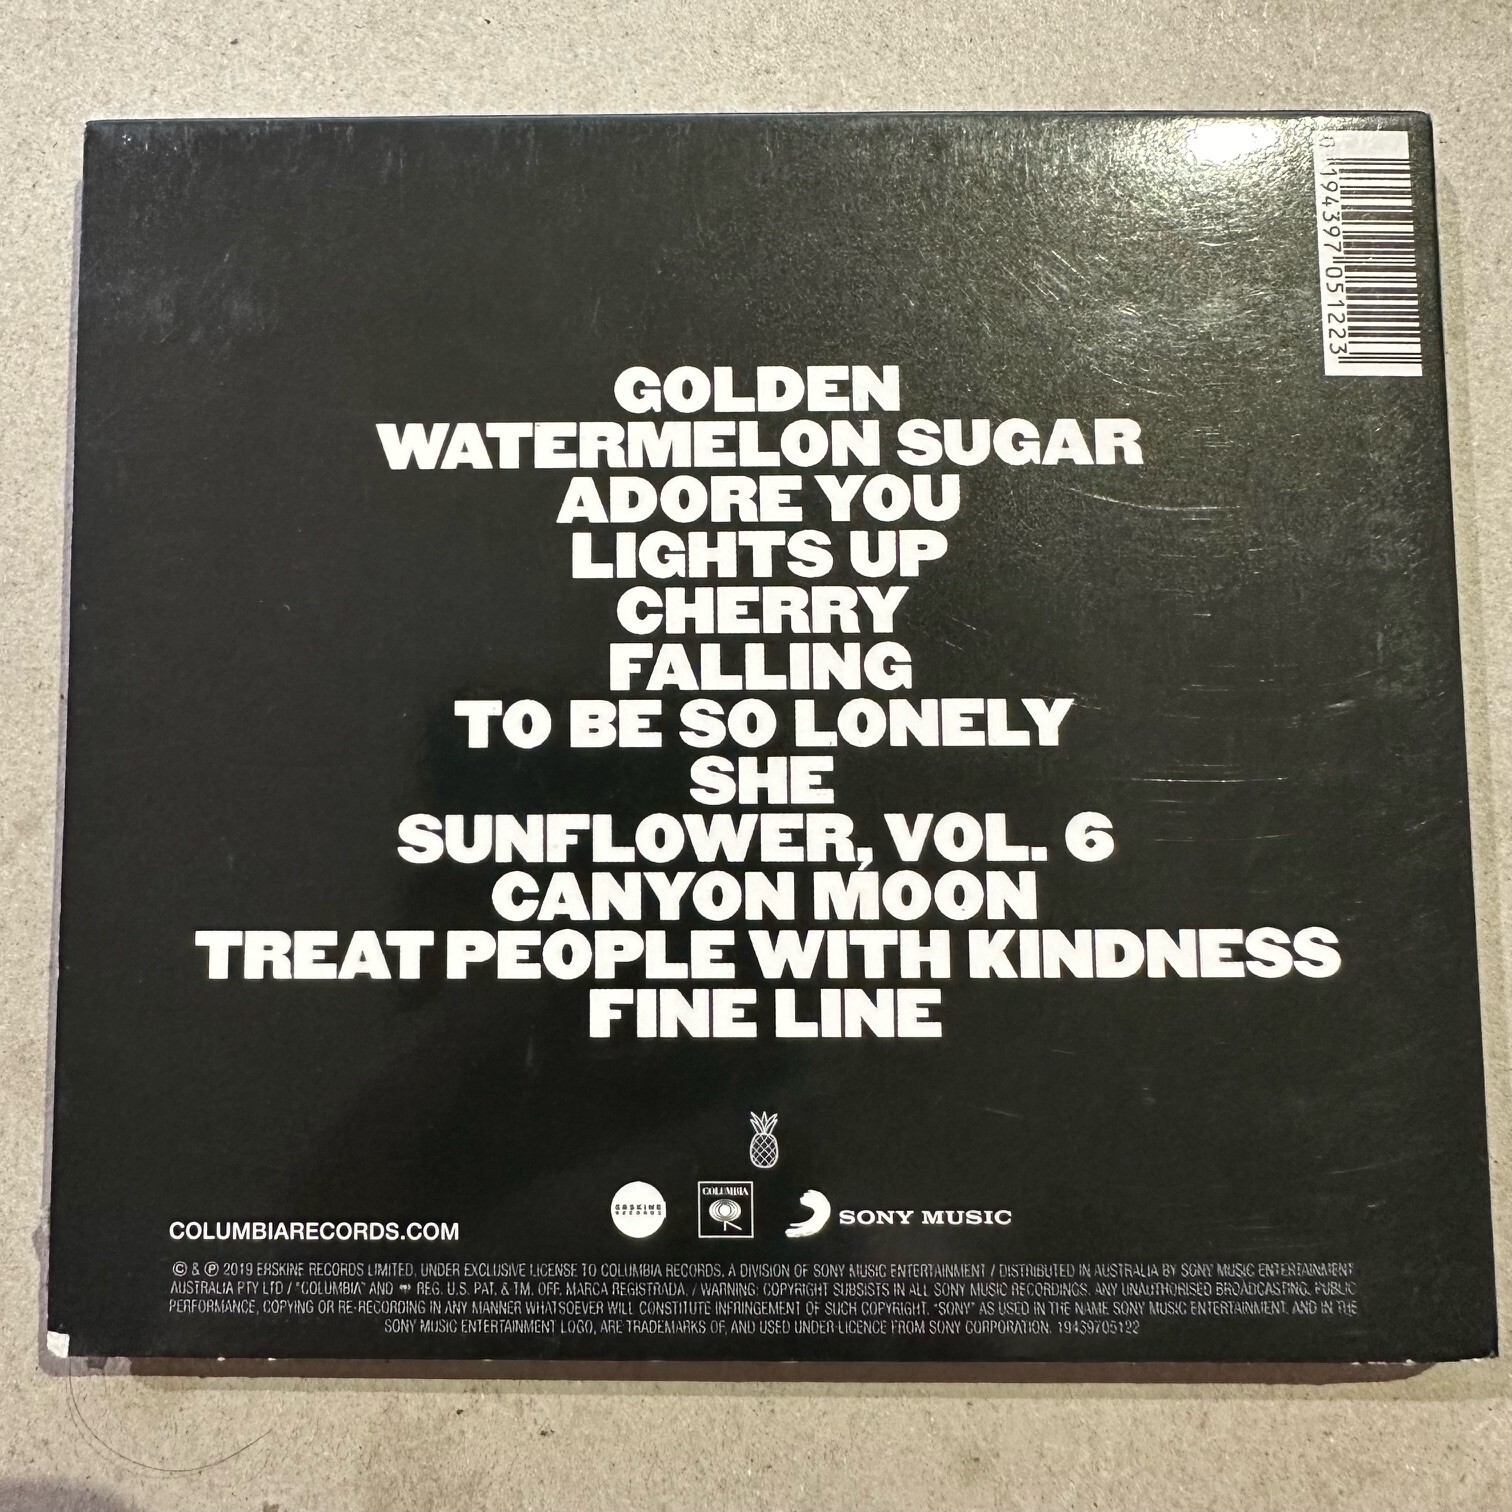 0 194397 051223
GOLDEN
WATERMELON SUGAR
ADORE YOU
LIGHTS UP
CHERRY
FALLING
TO BE SO LONELY
SHE
SUNFLOWER, VOL. 6
CANYON MOON
TREAT PEOPLE WITH KINDNESS
FINE LINE
COLUMBIARECORDS.COM
ERSKINE RECORDS
COLUMBIA
SONY MUSIC
© & ℗ 2019 ERSKINE RECORDS LIMITED, UNDER EXCLUSIVE LICENSE TO COLUMBIA RECORDS, A DIVISION OF SONY MUSIC ENTERTAINMENT / DISTRIBUTED IN AUSTRALIA BY SONY MUSIC ENTERTAINMENT
AUSTRALIA PTY LTD / "COLUMBIA" AND REG. U.S. PAT. & TM. OFF. MARCA REGISTRADA. / WARNING: COPYRIGHT SUBSISTS IN ALL SONY MUSIC RECORDINGS. ANY UNAUTHORISED BROADCASTING, PUBLIC
PERFORMANCE, COPYING OR RE-RECORDING IN ANY MANNER WHATSOEVER WILL CONSTITUTE INFRINGEMENT OF SUCH COPYRIGHT. "SONY" AS USED IN THE NAME SONY MUSIC ENTERTAINMENT, AND IN THE
SONY MUSIC ENTERTAINMENT LOGO, ARE TRADEMARKS OF, AND USED UNDER LICENCE FROM SONY CORPORATION. 19439705122